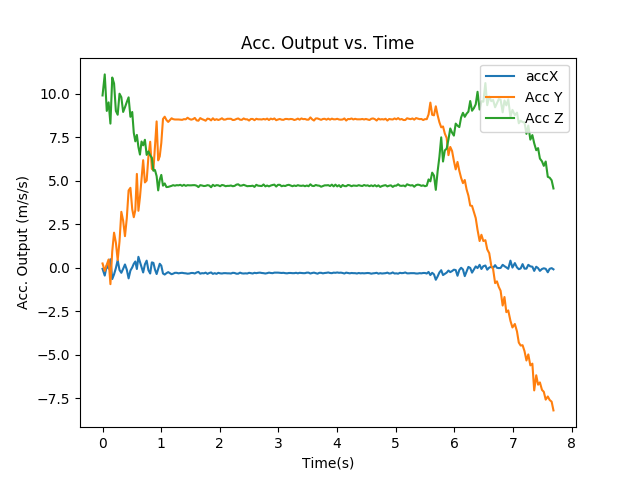 Acc. Output vs. Time
accX
Acc Y
Acc Z
10.0
7.5
5.0
2.5
0.0
−2.5
−5.0
−7.5
Acc. Output (m/s/s)
0 1 2 3 4 5 6 7 8
Time(s)